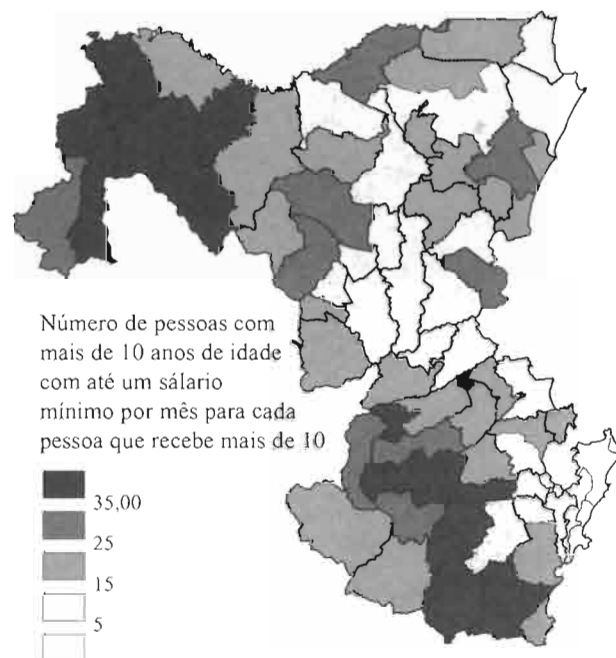 Número de pessoas com
mais de 10 anos de idade
com até um sálario
mínimo por mês para cada
pessoa que recebe mais de 10
35,00
25
15
5